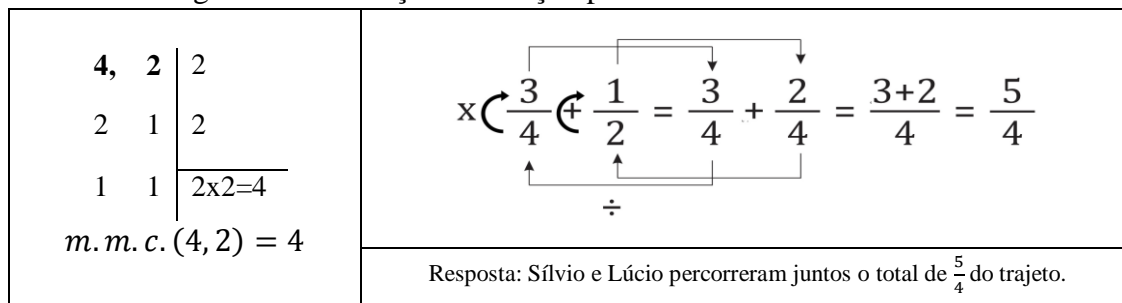 4, 2 | 2
2 1 | 2
1 1 | 2x2=4
m.m.c.(4,2) = 4
x 3/4 + 1/2 = 3/4 + 2/4 = 3+2/4 = 5/4
÷
Resposta: Sílvio e Lúcio percorreram juntos o total de 5/4 do trajeto.